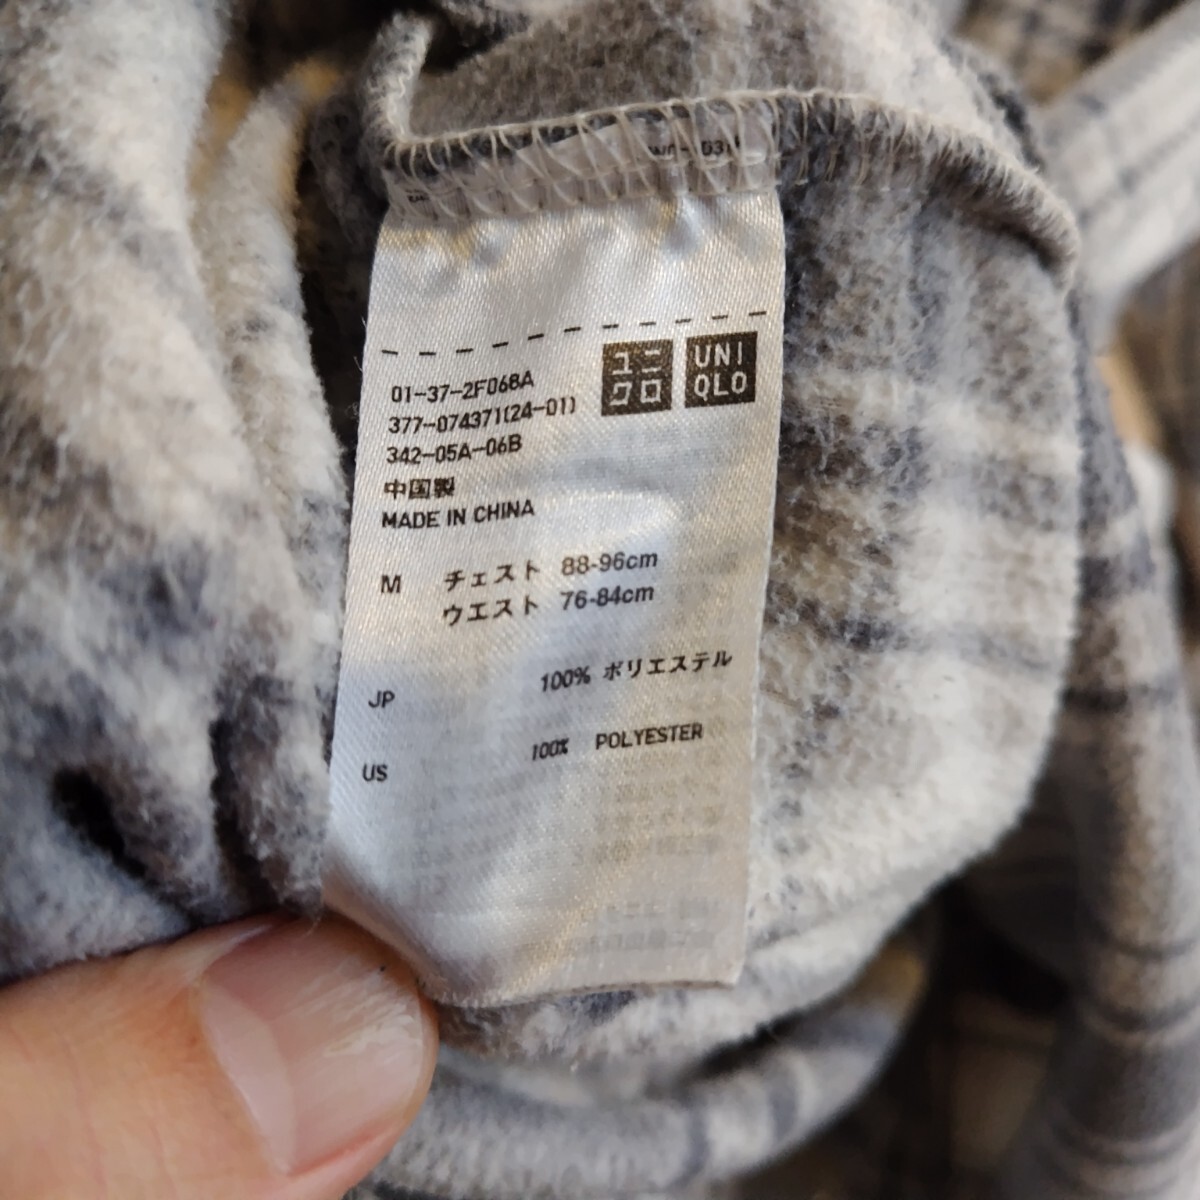 ユニ
クロ
UNI
QLO
01-37-2F068A
377-074371(24-01)
342-05A-06B
中国製
MADE IN CHINA
M チェスト 88-96cm
ウエスト 76-84cm
JP 100% ポリエステル
US 100% POLYESTER